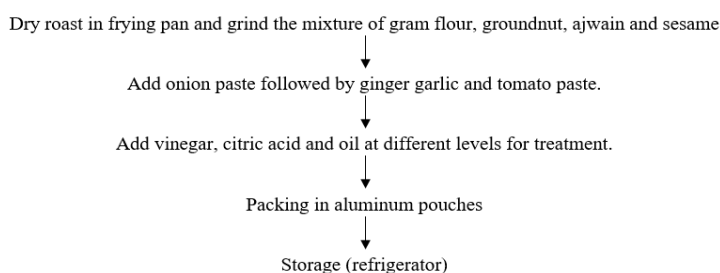 Dry roast in frying pan and grind the mixture of gram flour, groundnut, ajwain and sesame
Add onion paste followed by ginger garlic and tomato paste.
Add vinegar, citric acid and oil at different levels for treatment.
Packing in aluminum pouches
Storage (refrigerator)